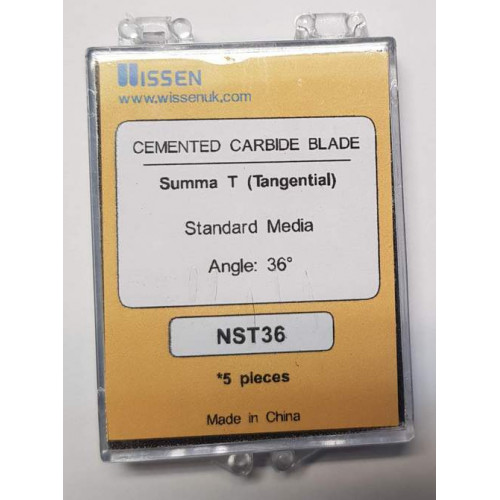 WISSEN
www.wissenuk.com
CEMENTED CARBIDE BLADE
Summa T (Tangential)
Standard Media
Angle: 36°
NST36
*5 pieces
Made in China